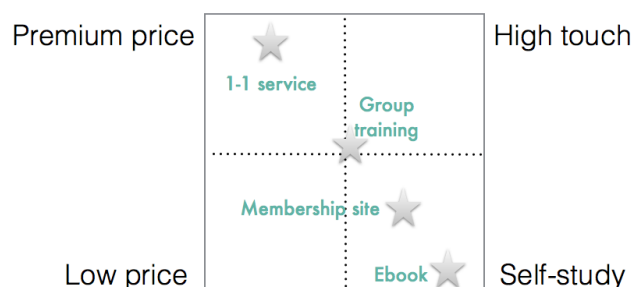 Premium price
High touch
1-1 service
Group
training
Membership site
Ebook
Low price
Self-study